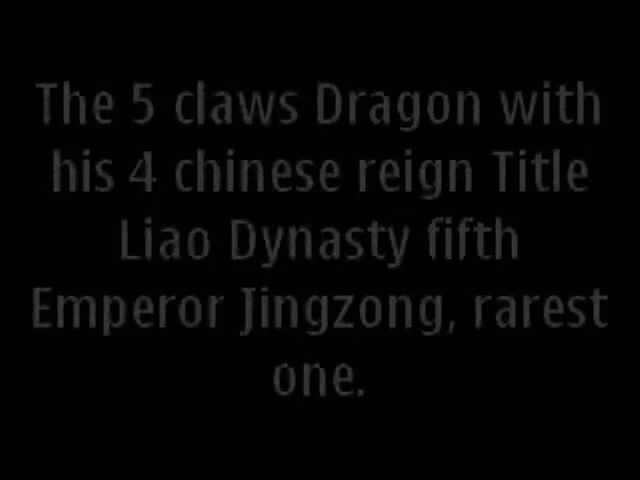 The 5 claws Dragon with
his 4 chinese reign Title
Liao Dynasty fifth
Emperor Jingzong, rarest
one.